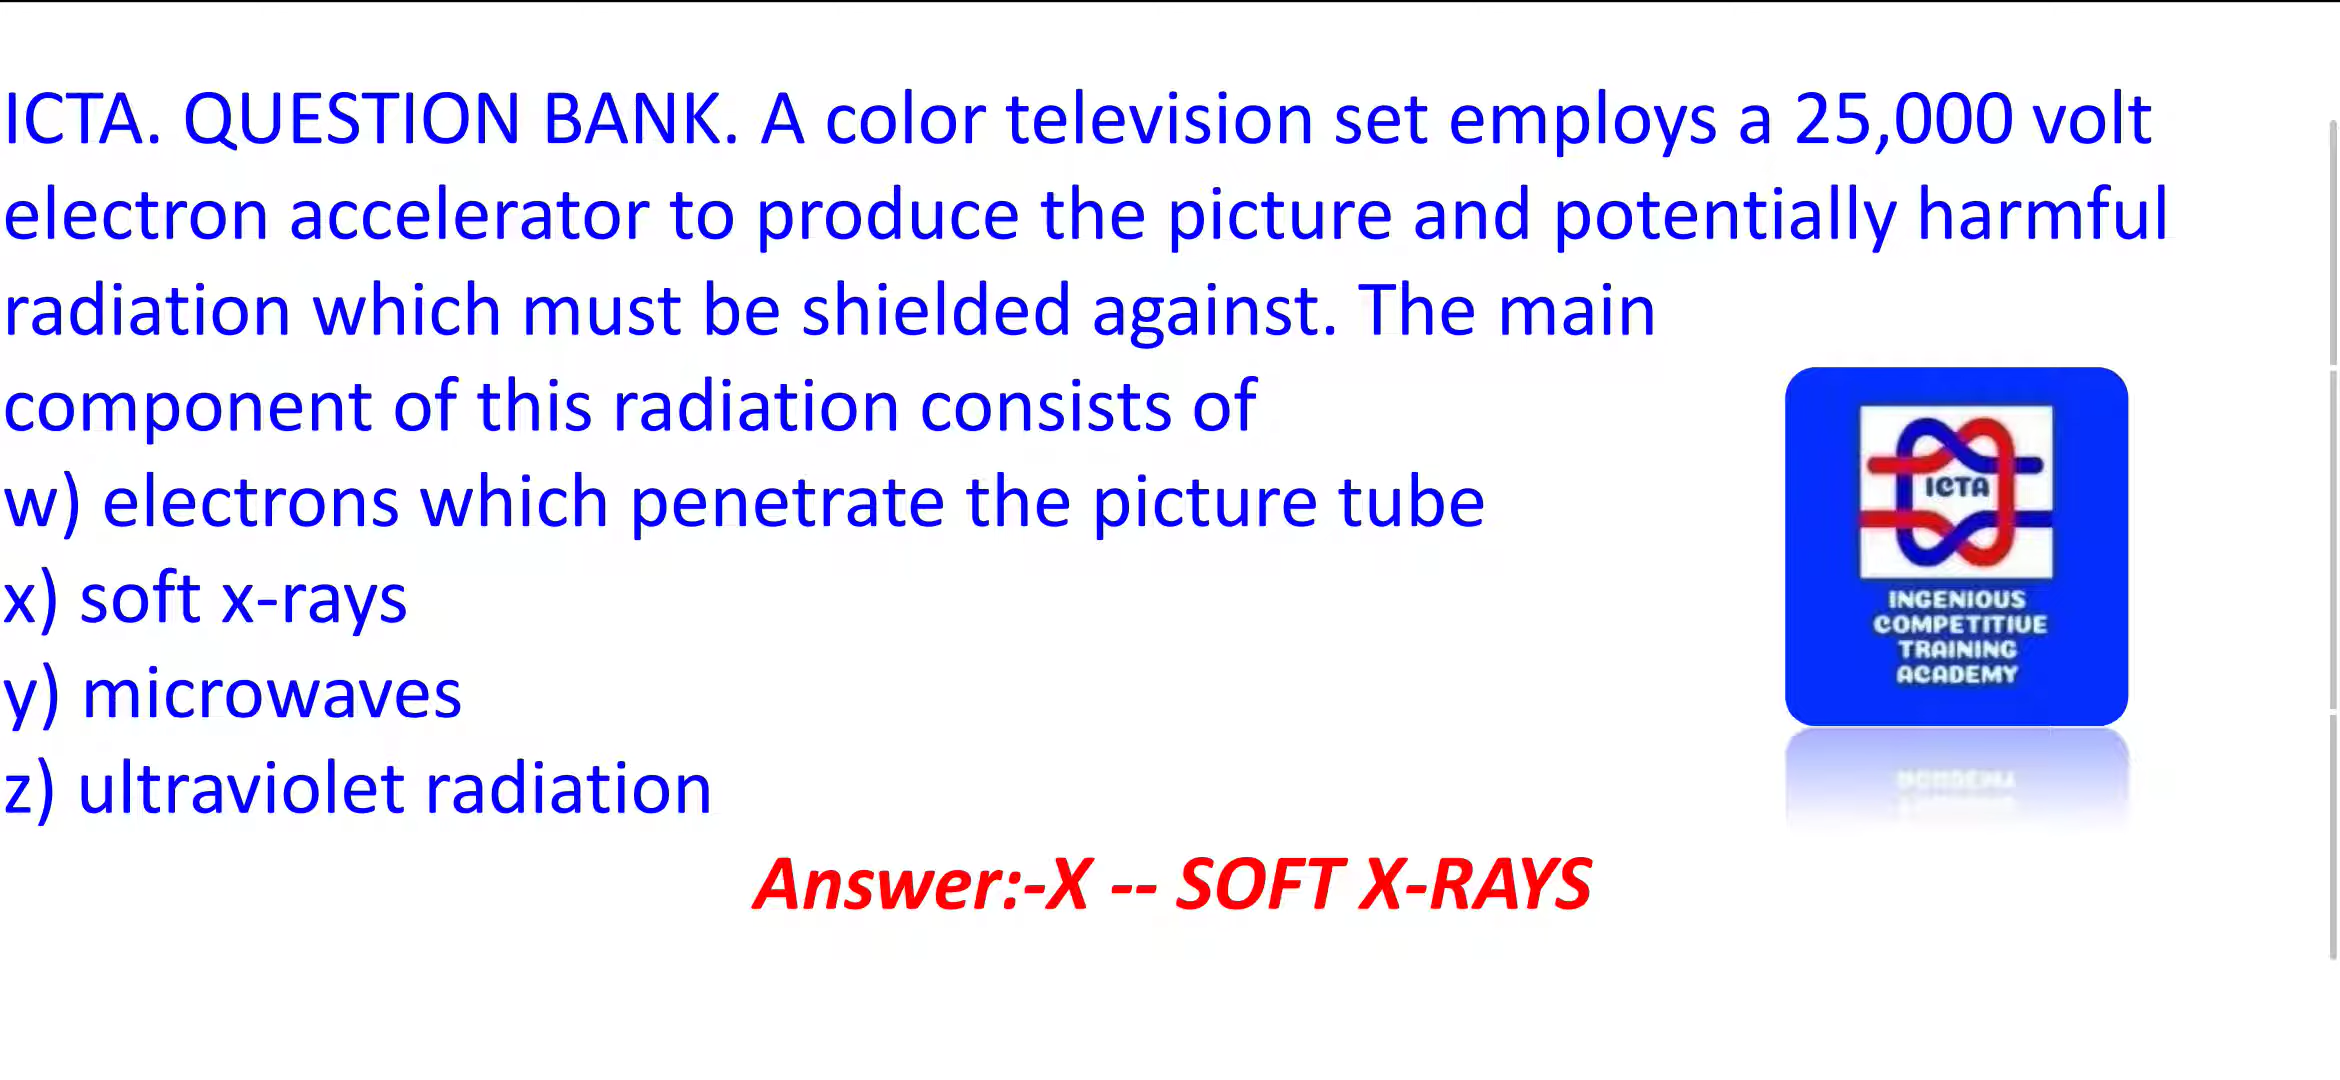 ICTA. QUESTION BANK. A color television set employs a 25,000 volt
electron accelerator to produce the picture and potentially harmful
radiation which must be shielded against. The main
component of this radiation consists of
w) electrons which penetrate the picture tube
x) soft x-rays
y) microwaves
z) ultraviolet radiation
ICTA
INGENIOUS
COMPETITIVE
TRAINING
ACADEMY
Answer:-X -- SOFT X-RAYS